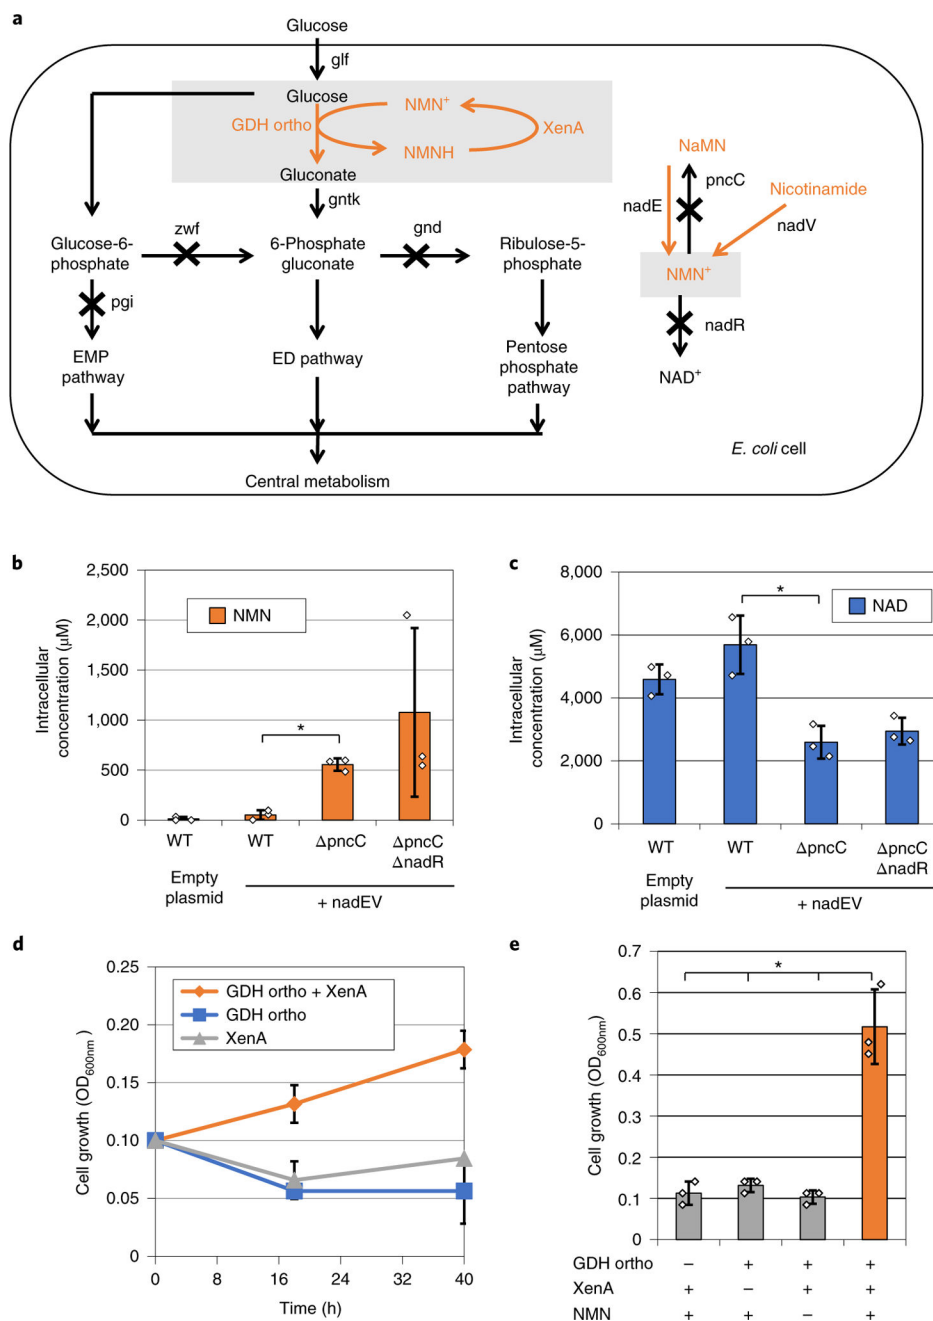 a
Glucose
glf
Glucose
GDH ortho
NMN⁺
XenA
NMNH
Gluconate
gntk
NaMN
pncC
Nicotinamide
nadE
nadV
NMN⁺
nadR
NAD⁺
Glucose-6-
phosphate
zwf
6-Phosphate
gluconate
gnd
Ribulose-5-
phosphate
pgi
EMP
pathway
ED pathway
Pentose
phosphate
pathway
E. coli cell
Central metabolism
b
Intracellular
concentration (μM)
2,500
2,000
1,500
1,000
500
0
NMN
*
WT
WT
ΔpncC
ΔpncC
ΔnadR
Empty
plasmid
+ nadEV
c
Intracellular
concentration (μM)
8,000
6,000
4,000
2,000
0
*
NAD
WT
WT
ΔpncC
ΔpncC
ΔnadR
Empty
plasmid
+ nadEV
d
Cell growth (OD600nm )
0.25
0.20
0.15
0.10
0.05
0
GDH ortho + XenA
GDH ortho
XenA
0 8 16 24 32 40
Time (h)
e
Cell growth (OD600nm)
0.7
0.6
0.5
0.4
0.3
0.2
0.1
0
*
GDH ortho – + + +
XenA + – + +
NMN + + – +